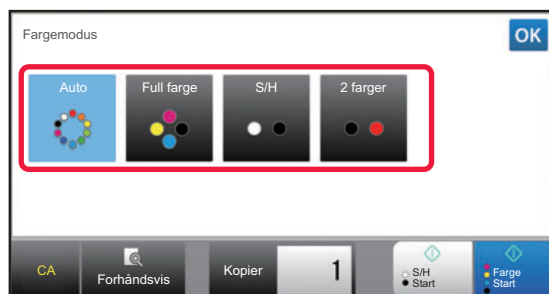 Fargemodus
OK
Auto
Full farge
S/H
2 farger
CA
Forhåndsvis
Kopier
1
S/H
Start
Farge
Start